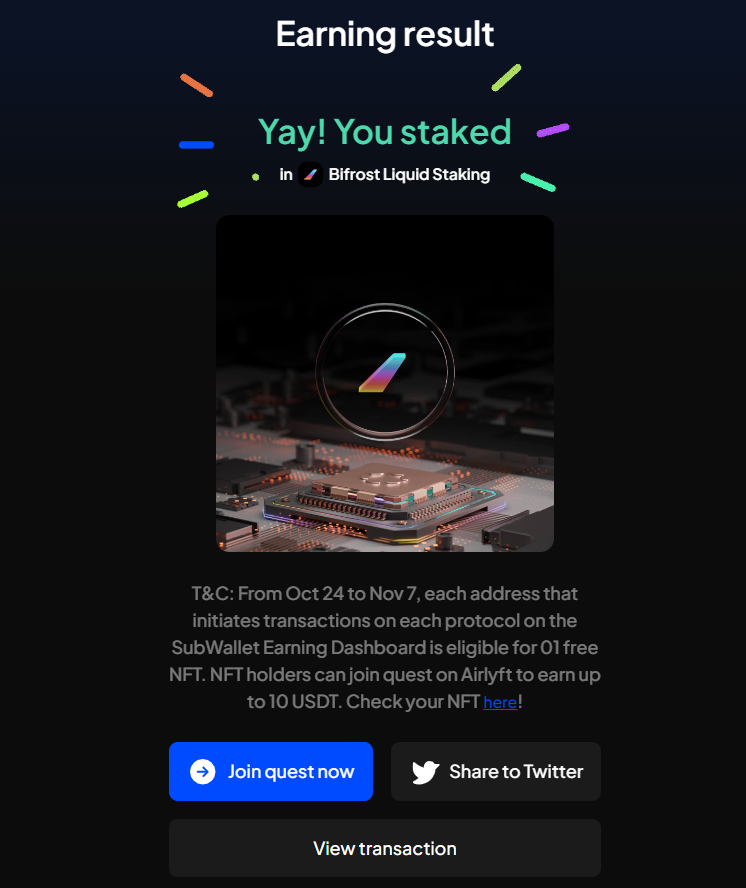 Earning result
Yay! You staked
in Bifrost Liquid Staking
T&C: From Oct 24 to Nov 7, each address that
initiates transactions on each protocol on the
SubWallet Earning Dashboard is eligible for 01 free
NFT. NFT holders can join quest on Airlyft to earn up
to 10 USDT. Check your NFT here!
Join quest now
Share to Twitter
View transaction